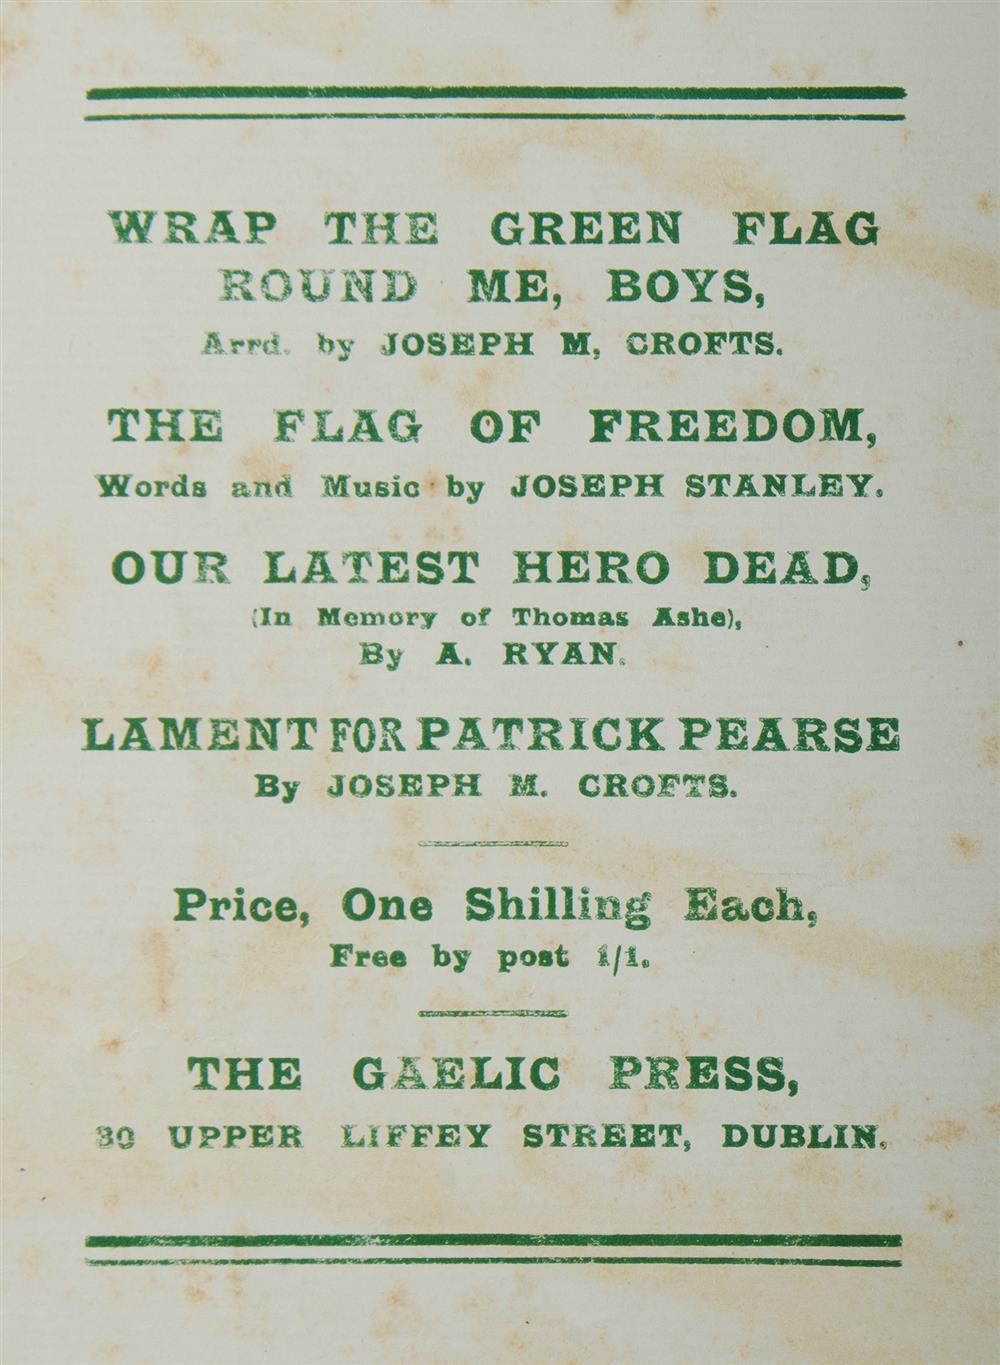 WRAP THE GREEN FLAG
ROUND ME, BOYS,
Arrd. by JOSEPH M, CROFTS.
THE FLAG OF FREEDOM,
Words and Music by JOSEPH STANLEY.
OUR LATEST HERO DEAD,
(In Memory of Thomas Ashe),
By A. RYAN.
LAMENT FOR PATRICK PEARSE
By JOSEPH M. CROFTS.
Price, One Shilling Each,
Free by post 1/1.
THE GAELIC PRESS,
30 UPPER LIFFEY STREET, DUBLIN.